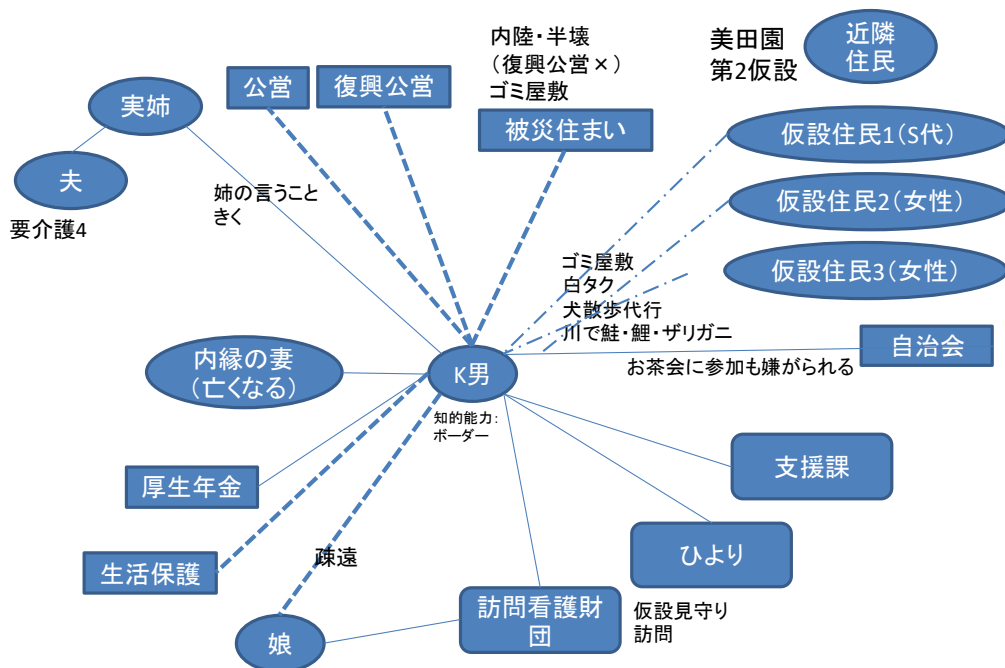 内陸・半壊
（復興公営×）
ゴミ屋敷
美田園
第2仮設
近隣
住民
実姉
公営
復興公営
被災住まい
仮設住民1（S代）
夫
要介護4
姉の言うこと
きく
仮設住民2（女性）
仮設住民3（女性）
ゴミ屋敷
白タク
犬散歩代行
川で鮭・鯉・ザリガニ
自治会
お茶会に参加も嫌がられる
内縁の妻
（亡くなる）
K男
知的能力：
ボーダー
支援課
厚生年金
ひより
生活保護
疎遠
訪問看護財
団
仮設見守り
訪問
娘